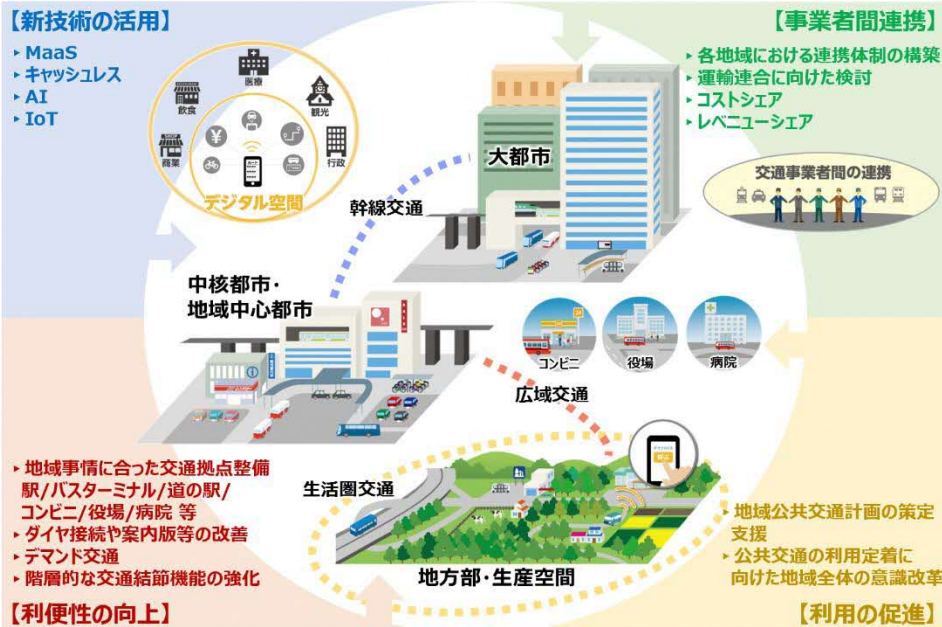 【新技術の活用】
▸ MaaS
▸ キャッシュレス
▸ AI
▸ IoT
医療
飲食
観光
SHOP
商業
行政
¥
デジタル空間
【事業者間連携】
▸ 各地域における連携体制の構築
▸ 運輸連合に向けた検討
▸ コストシェア
▸ レベニューシェア
交通事業者間の連携
大都市
幹線交通
中核都市・
地域中心都市
コンビニ
役場
病院
広域交通
生活圏交通
地方部・生産空間
▸ 地域事情に合った交通拠点整備
駅/バスターミナル/道の駅/
コンビニ/役場/病院 等
▸ ダイヤ接続や案内版等の改善
▸ デマンド交通
▸ 階層的な交通結節機能の強化
【利便性の向上】
▸ 地域公共交通計画の策定
支援
▸ 公共交通の利用定着に
向けた地域全体の意識改革
【利用の促進】